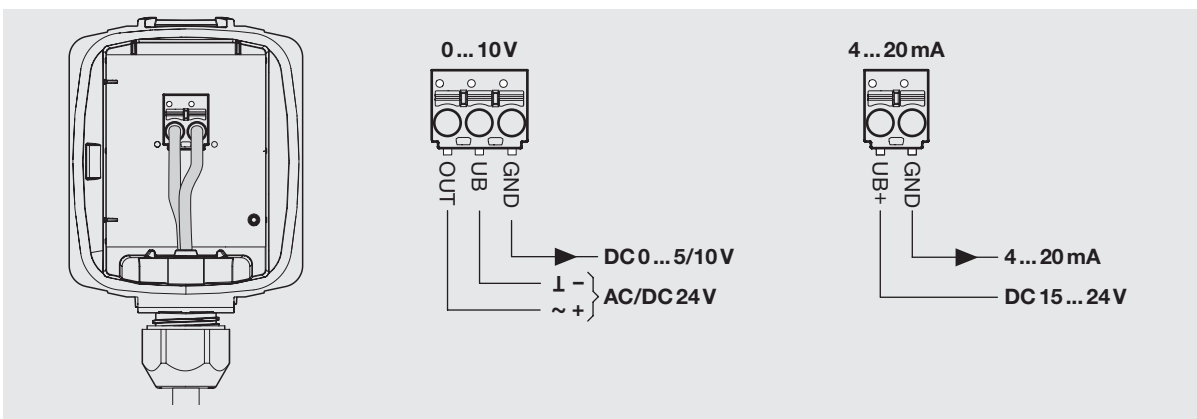 0 ... 10 V
OUT
UB
GND
DC 0 ... 5/10 V
⊥ –
~ +
AC/DC 24 V
4 ... 20 mA
UB+
GND
4 ... 20 mA
DC 15 ... 24 V